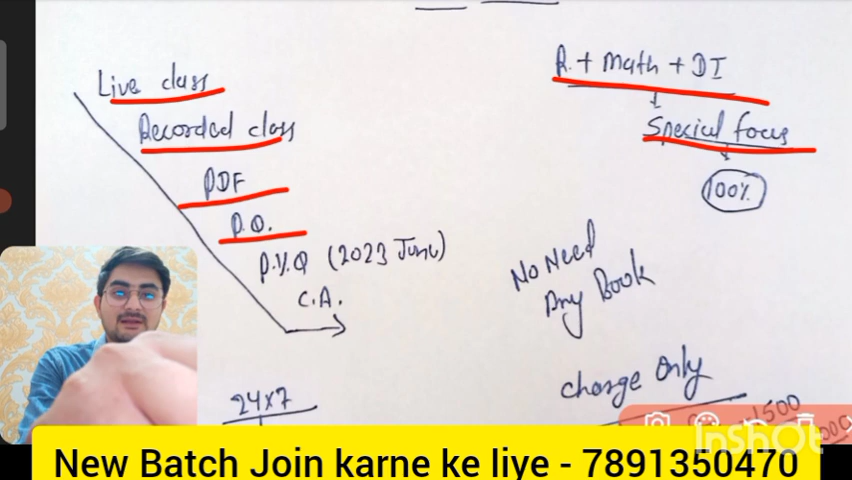 Live class
Recorded class
PDF
P.Q.
P.Y.Q (2023 June)
C.A.
24x7
R. + Math + DI
Special focus
100%
No Need
Any Book
Charge Only
1500
InShOt
New Batch Join karne ke liye - 7891350470